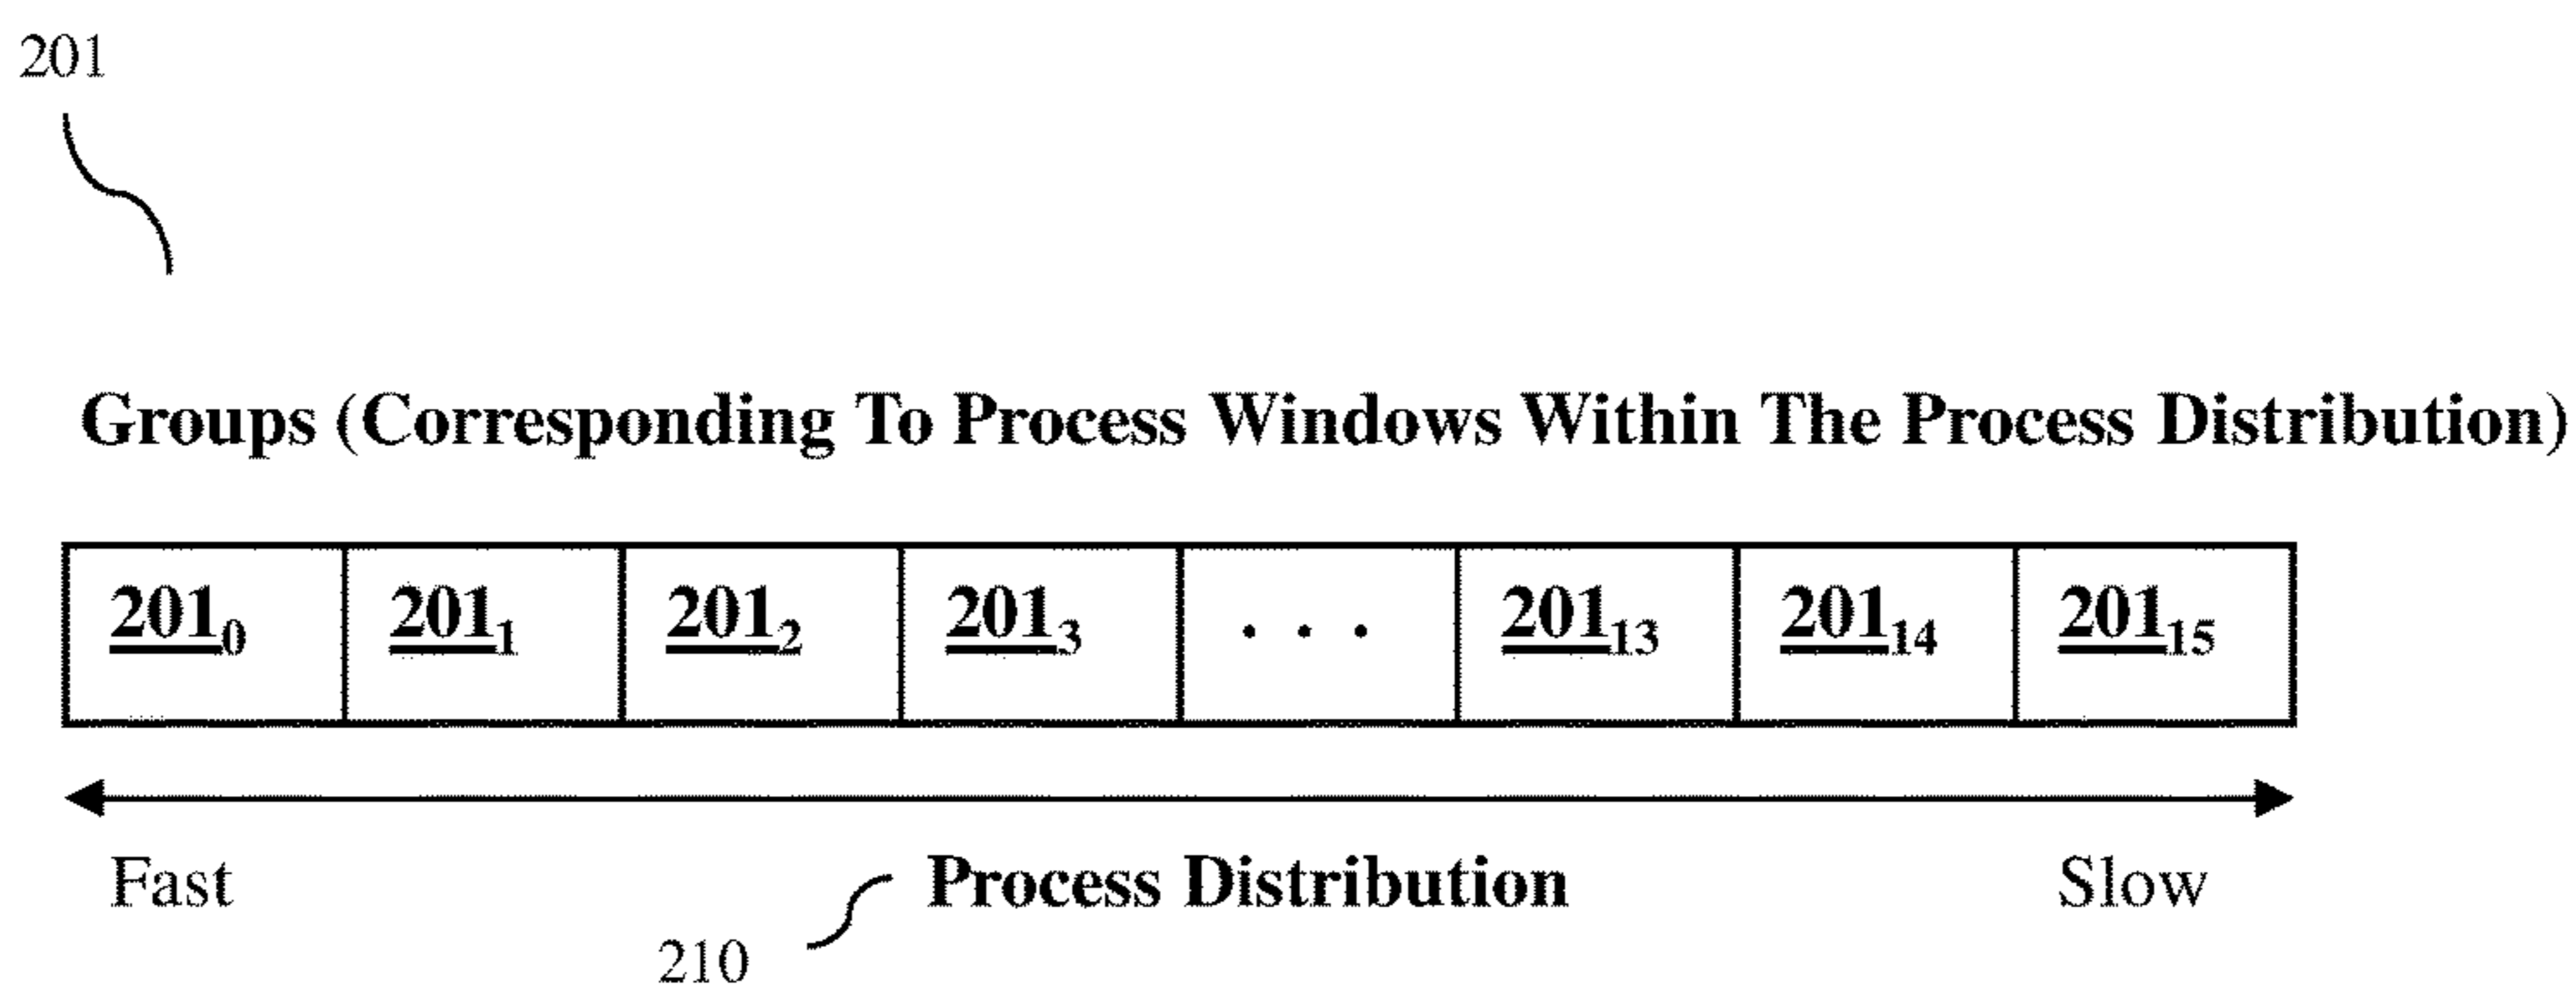 201
Groups (Corresponding To Process Windows Within The Process Distribution)
201₀ 201₁ 201₂ 201₃ . . . 201₁₃ 201₁₄ 201₁₅
Fast Process Distribution Slow
210